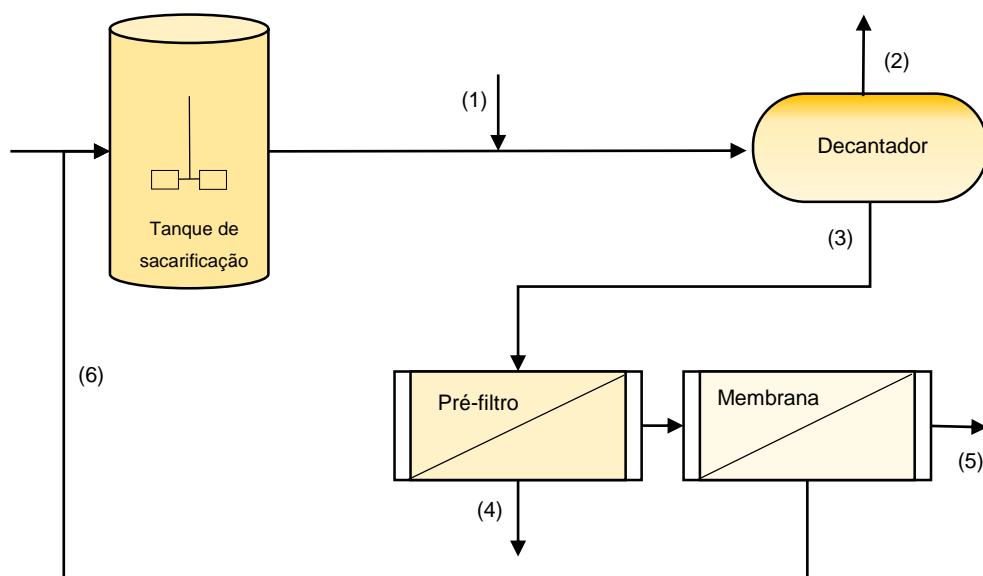 (2)
(1)
Decantador
Tanque de
sacarificação
(3)
(6)
Pré-filtro
Membrana
(5)
(4)